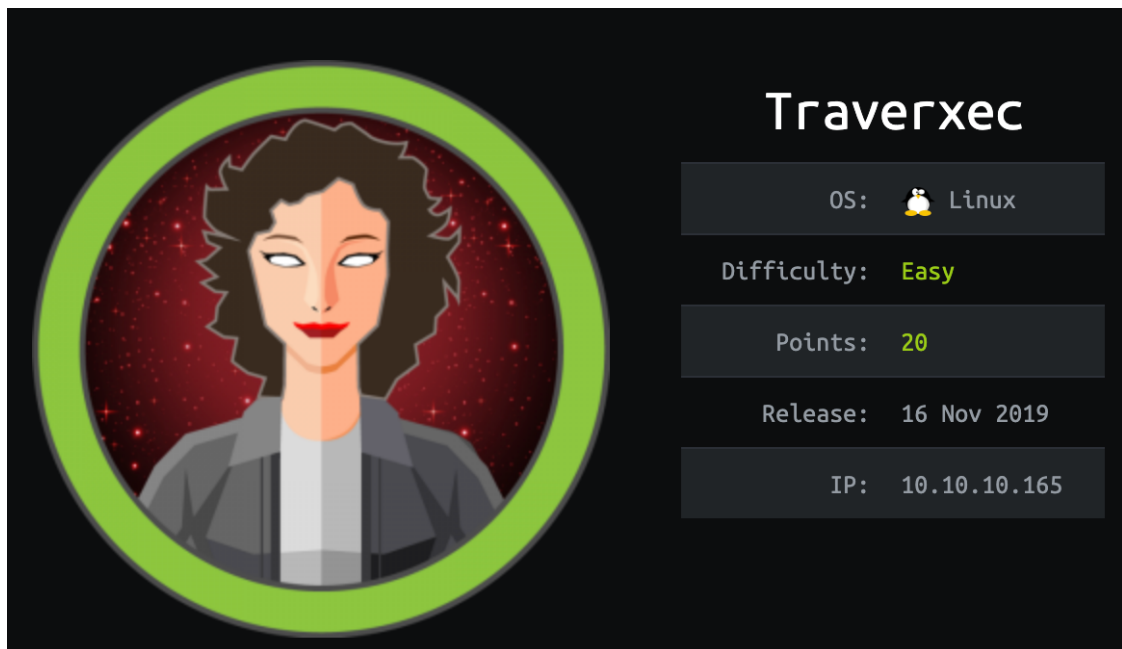 Traverxec
OS: Linux
Difficulty: Easy
Points: 20
Release: 16 Nov 2019
IP: 10.10.10.165